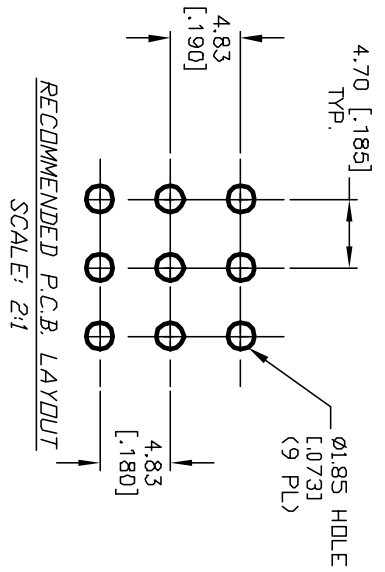 4.70 [.185]
TYP.
4.83
[.190]
Ø1.85 HOLE
[.073]
(9 PL)
4.83
[.180]
RECOMMENDED P.C.B. LAYOUT
SCALE: 2:1